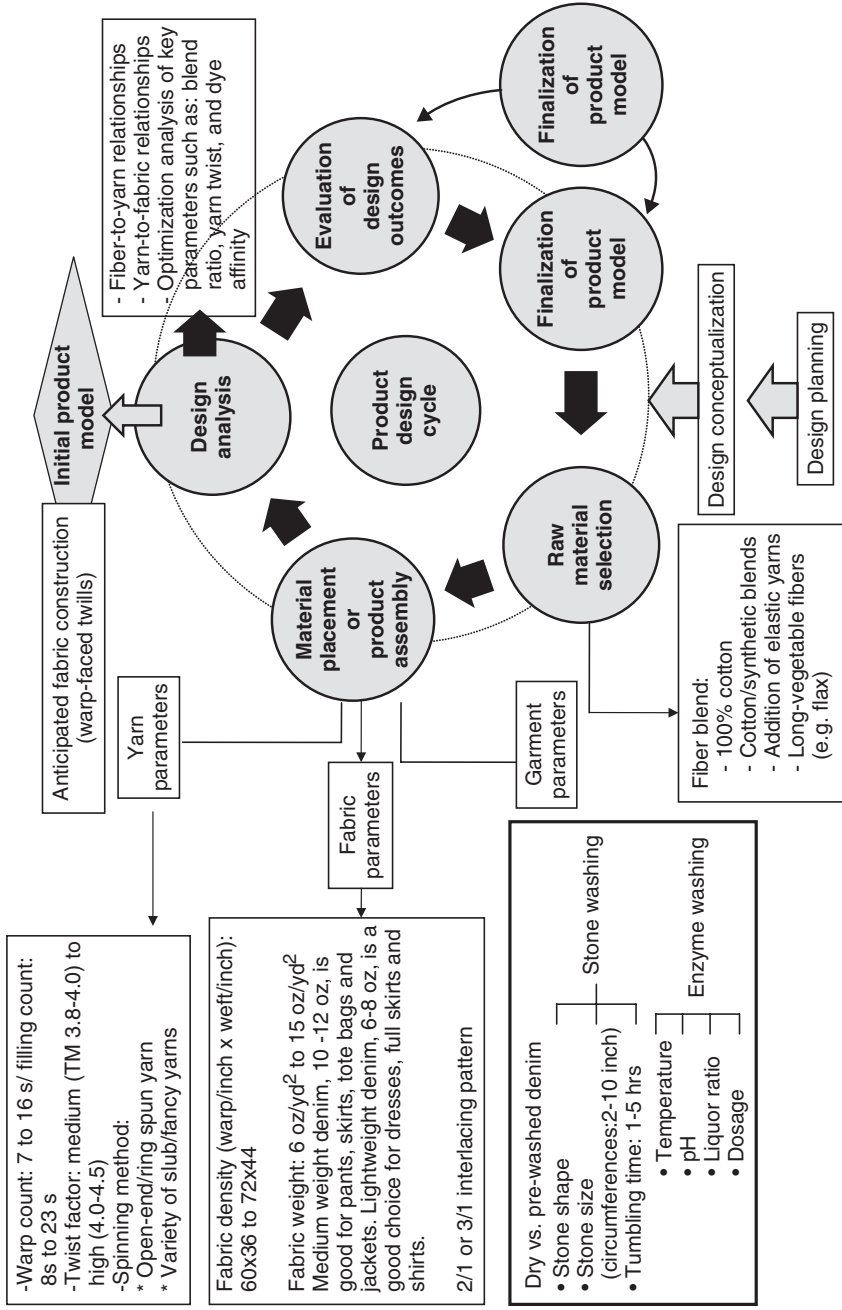 -Warp count: 7 to 16 s/ filling count:
8s to 23 s
-Twist factor: medium (TM 3.8-4.0) to
high (4.0-4.5)
-Spinning method:
* Open-end/ring spun yarn
* Variety of slub/fancy yarns
Anticipated fabric construction
(warp-faced twills)
Initial product
model
- Fiber-to-yarn relationships
- Yarn-to-fabric relationships
- Optimization analysis of key
parameters such as: blend
ratio, yarn twist, and dye
affinity
Yarn
parameters
Design
analysis
Fabric density (warp/inch x weft/inch):
60x36 to 72x44
Fabric weight: 6 oz/yd² to 15 oz/yd²
Medium weight denim, 10 -12 oz, is
good for pants, skirts, tote bags and
jackets. Lightweight denim, 6-8 oz, is a
good choice for dresses, full skirts and
shirts.
2/1 or 3/1 interlacing pattern
Fabric
parameters
Material
placement
or
product
assembly
Product
design
cycle
Evaluation
of
design
outcomes
Garment
parameters
Raw
material
selection
Finalization
of
product
model
Finalization
of
product
model
Dry vs. pre-washed denim
• Stone shape
• Stone size
(circumferences:2-10 inch)
• Tumbling time: 1-5 hrs
Stone washing
• Temperature
• pH
• Liquor ratio
• Dosage
Enzyme washing
Fiber blend:
- 100% cotton
- Cotton/synthetic blends
- Addition of elastic yarns
- Long-vegetable fibers
(e.g. flax)
Design conceptualization
Design planning